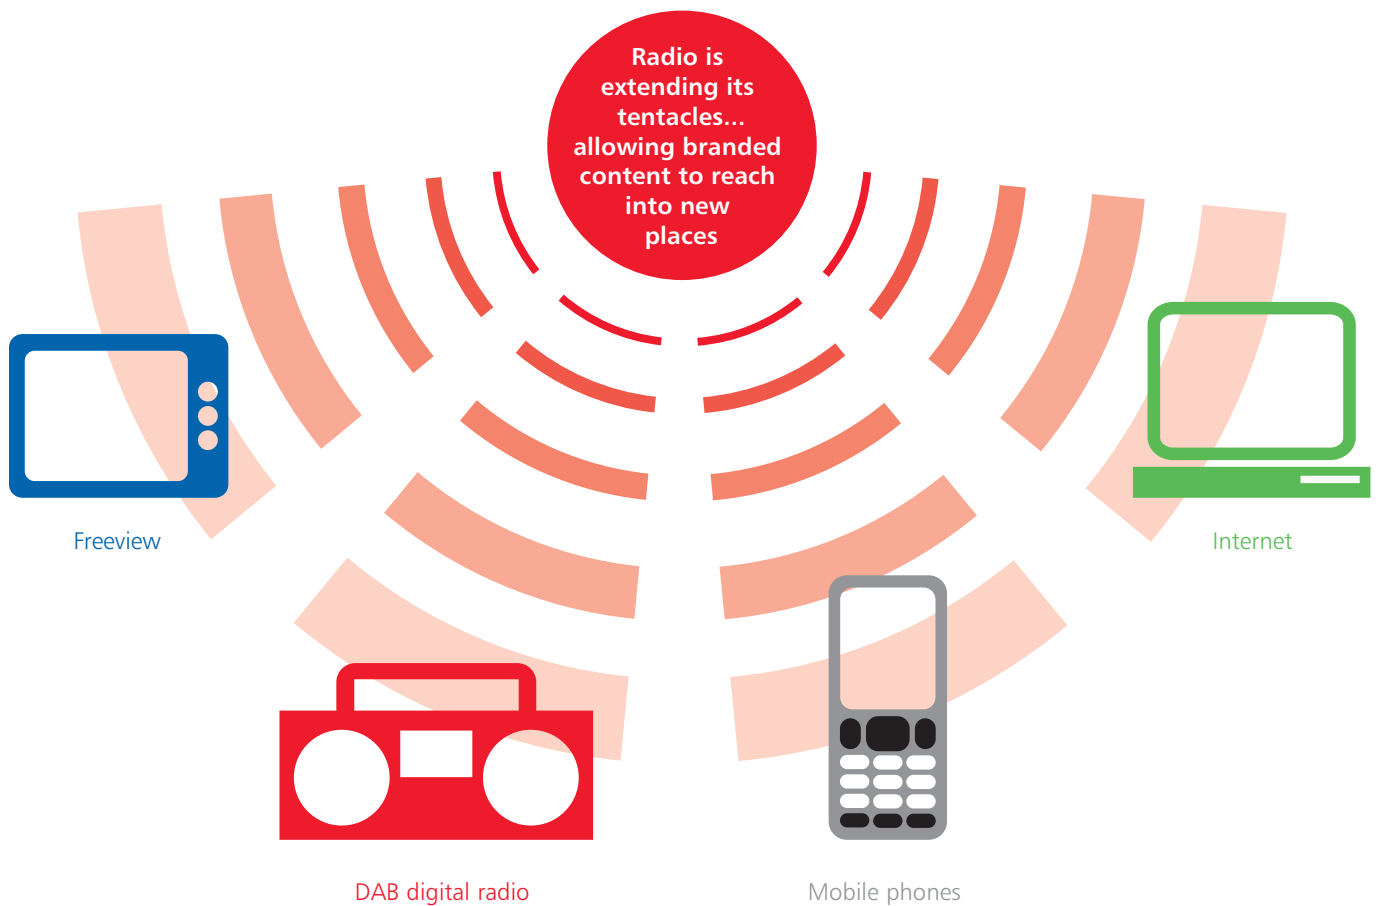 Radio is
extending its
tentacles...
allowing branded
content to reach
into new
places
Freeview
Internet
DAB digital radio
Mobile phones